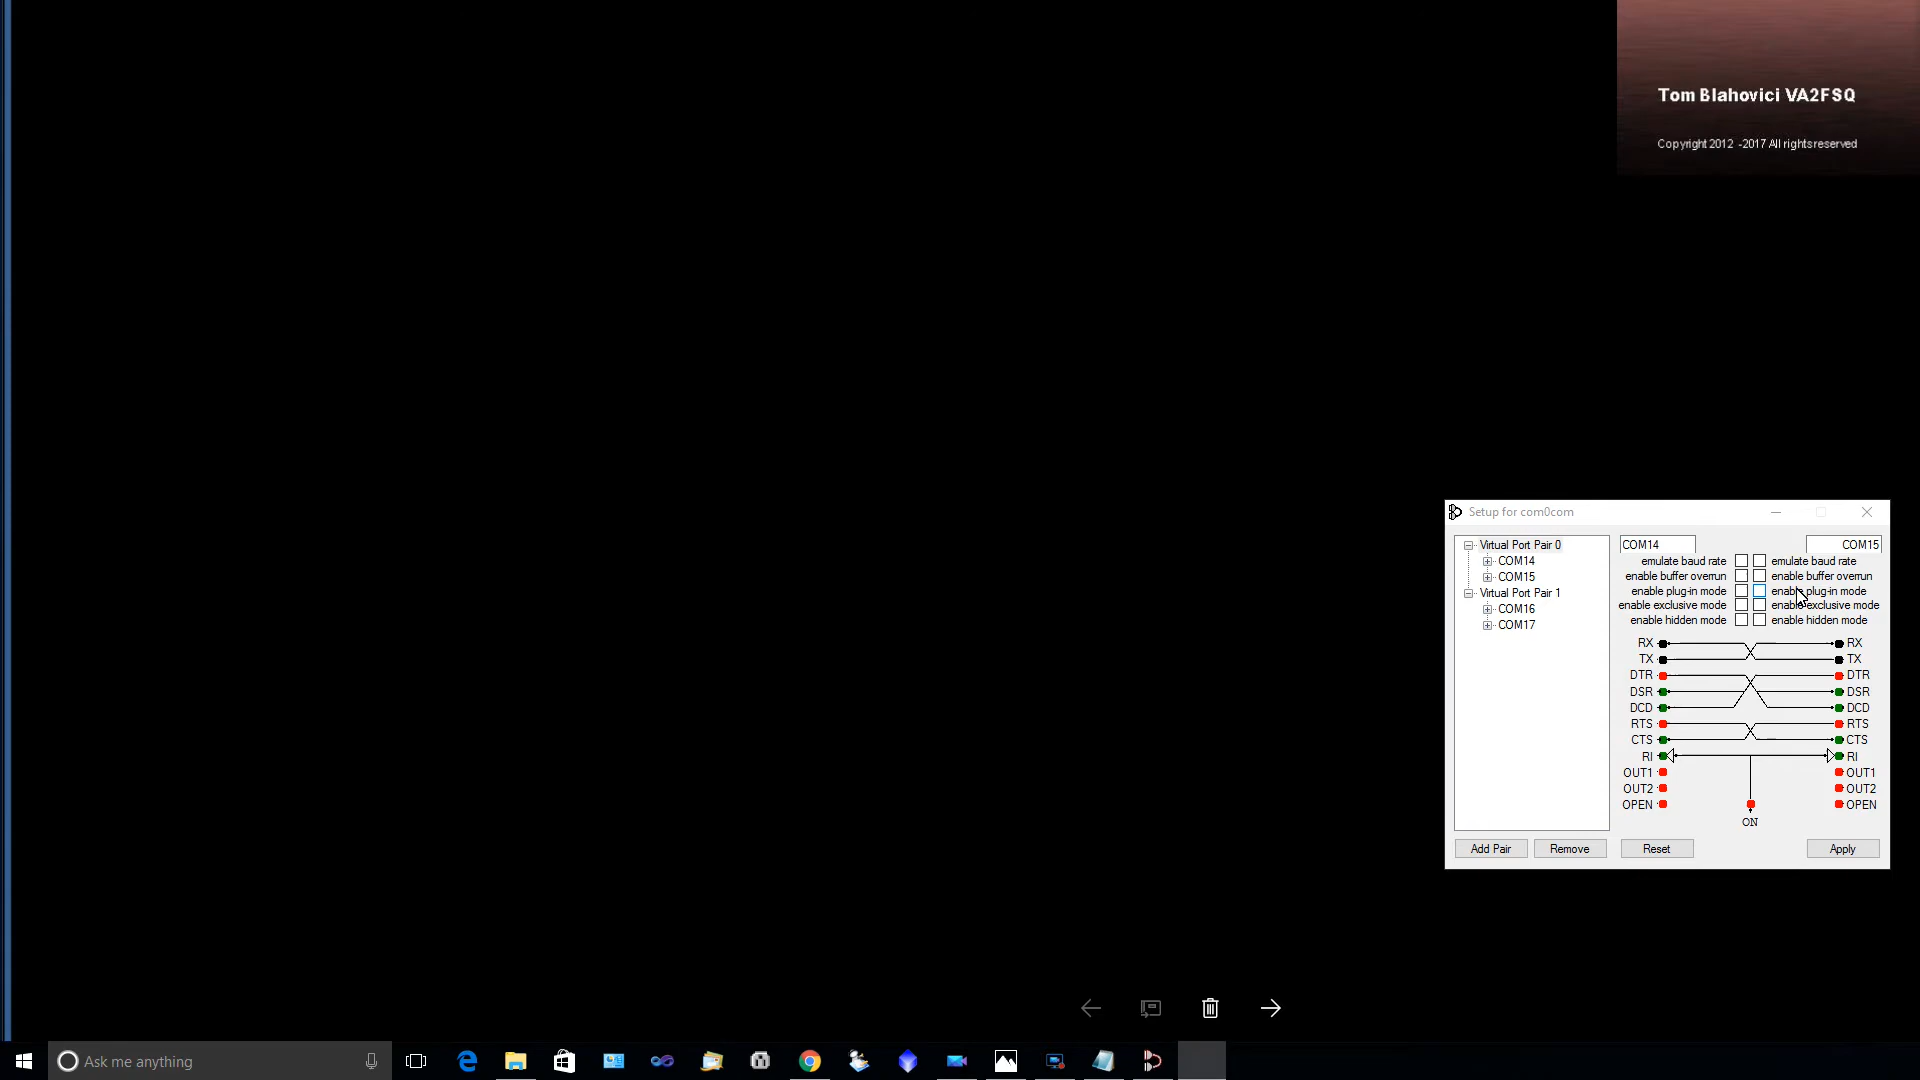 Tom Blahovici VA2FSQ
Copyright 2012 -2017 All rights reserved
Setup for com0com
Virtual Port Pair 0
COM14
COM15
Virtual Port Pair 1
COM16
COM17
COM14 COM15
emulate baud rate emulate baud rate
enable buffer overrun enable buffer overrun
enable plug-in mode enable plug-in mode
enable exclusive mode enable exclusive mode
enable hidden mode enable hidden mode
RX RX
TX TX
DTR DTR
DSR DSR
DCD DCD
RTS RTS
CTS CTS
RI RI
OUT1 OUT1
OUT2 OUT2
OPEN OPEN
ON
Add Pair Remove Reset Apply
Ask me anything